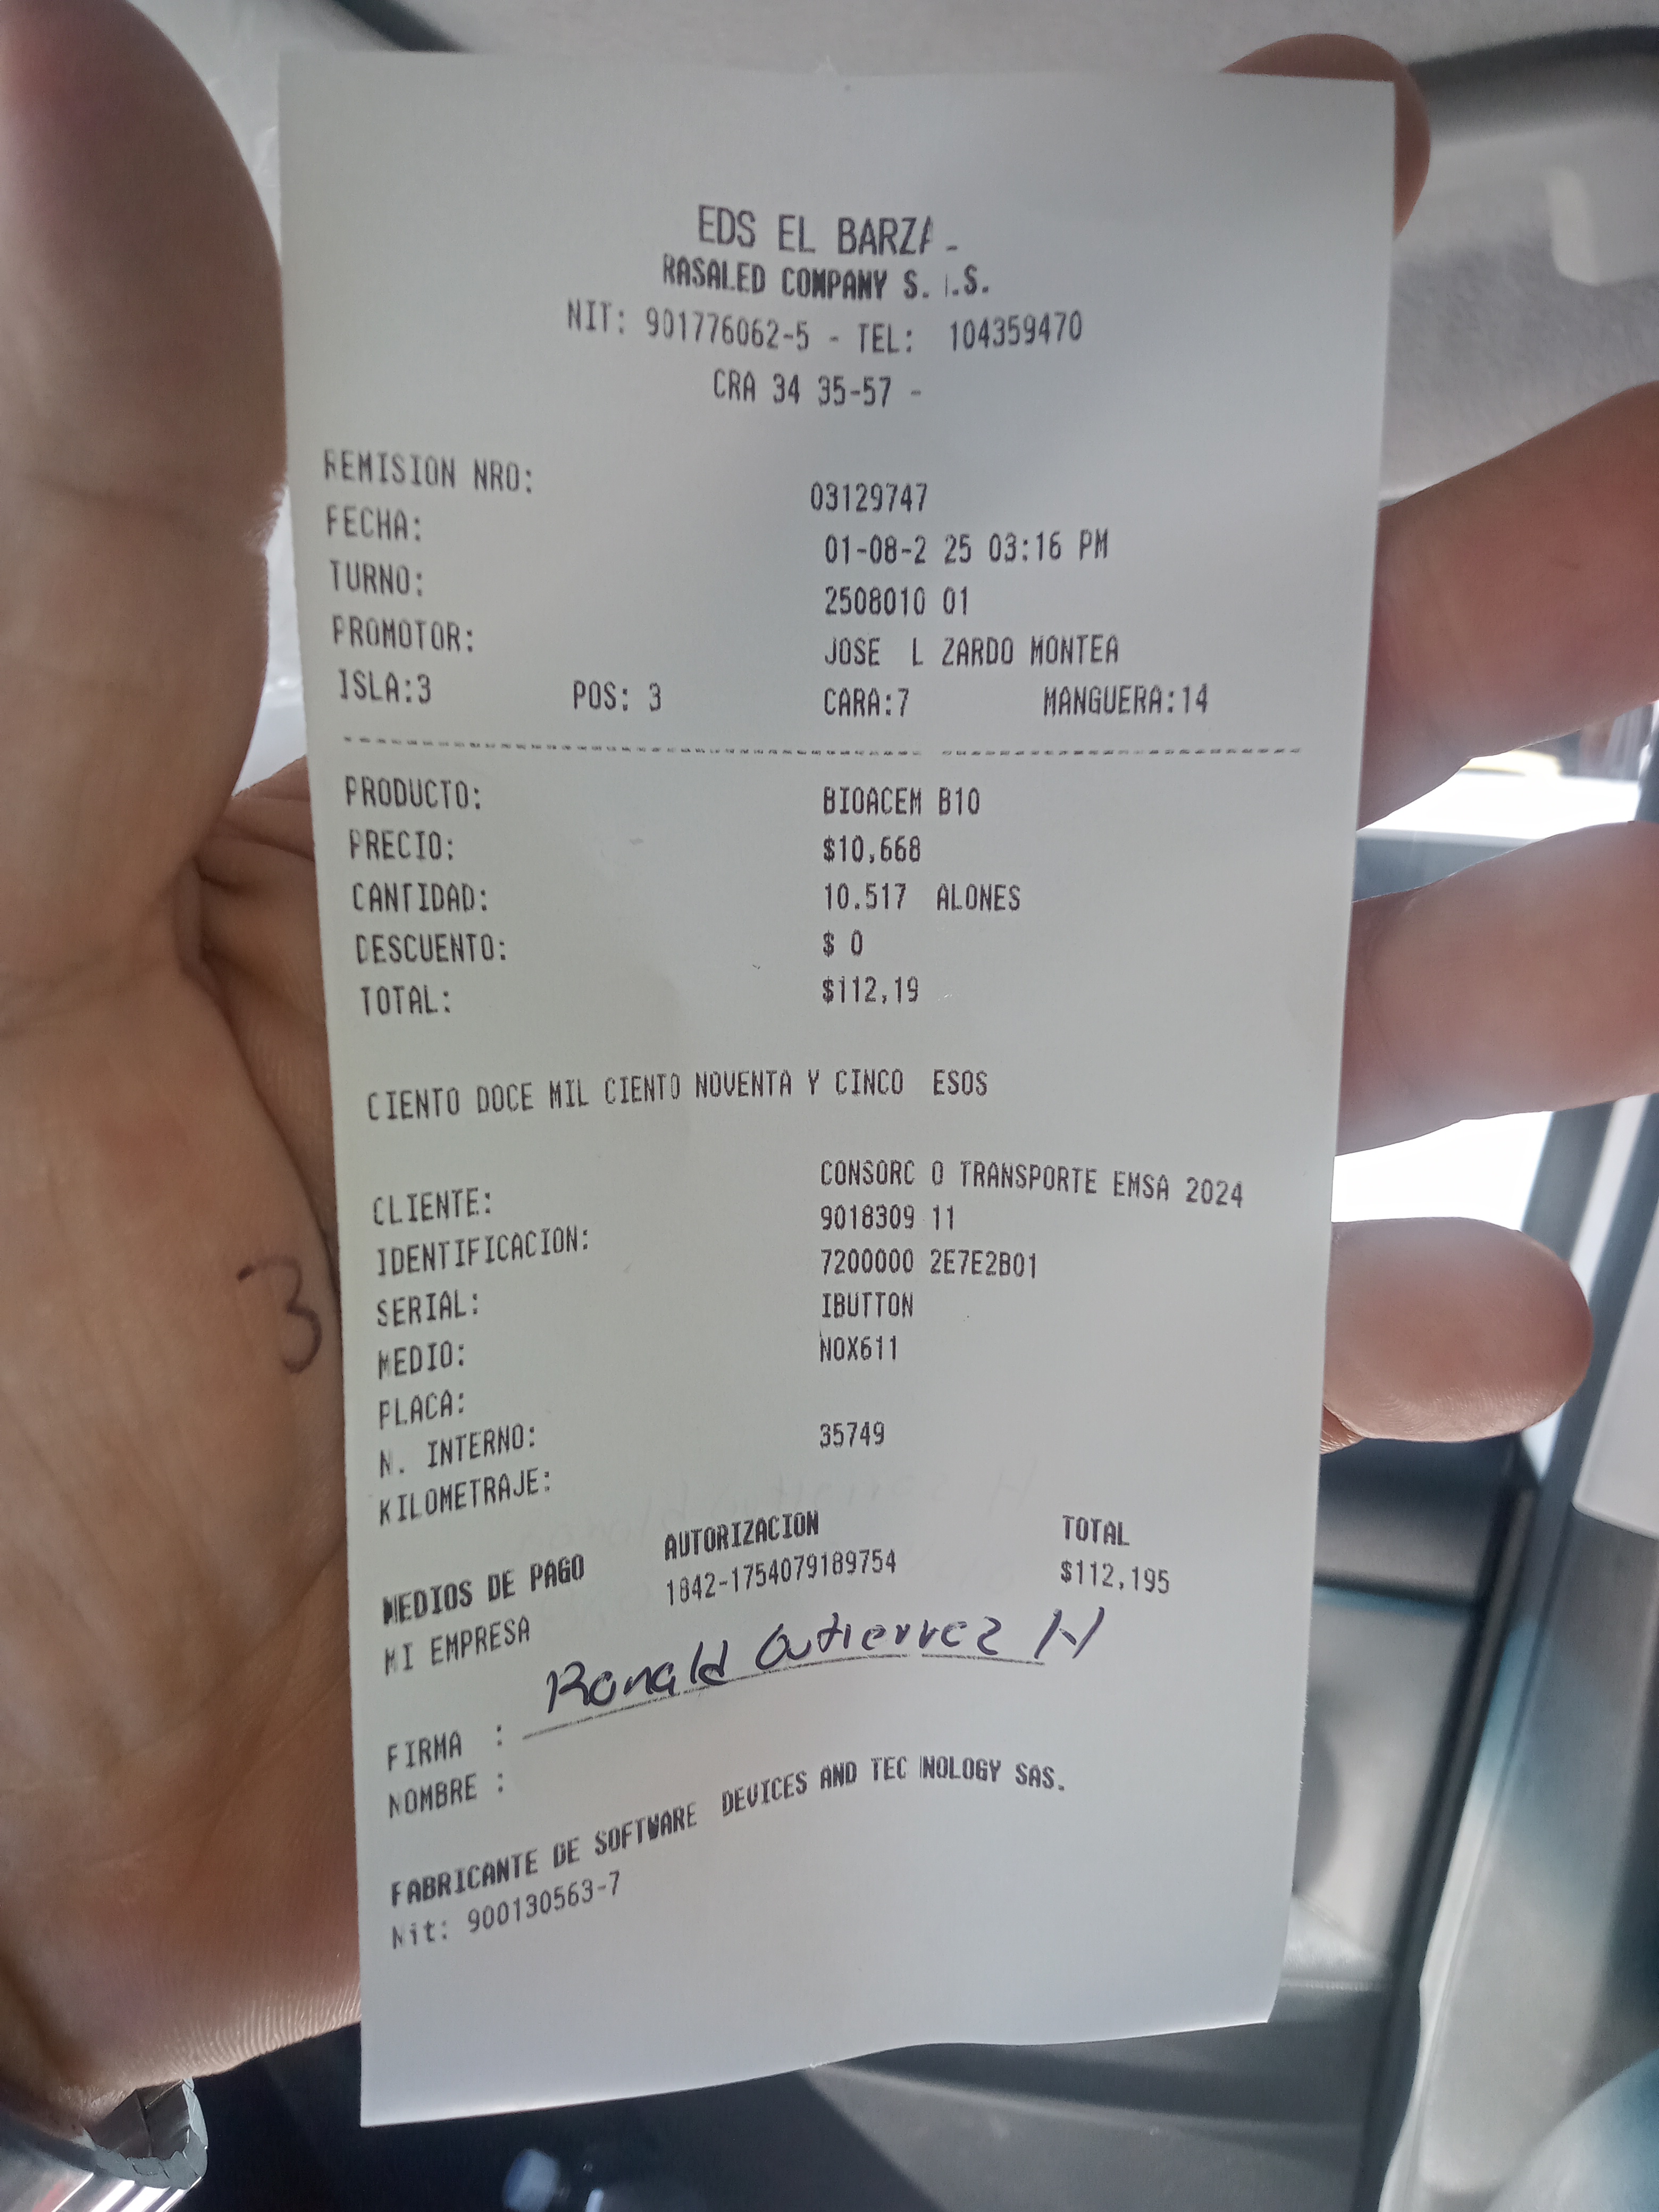 EDS EL BARZA -
RASALED COMPANY S. .S.
NIT: 901776062-5 - TEL: 104359470
CRA 34 35-57 -
REMISION NRO: 03129747
FECHA: 01-08-2 25 03:16 PM
TURNO: 2508010 01
PROMOTOR: JOSE L ZARDO MONTEA
ISLA:3 POS: 3 CARA:7 MANGUERA:14
PRODUCTO: BIOACEM B10
PRECIO: $10,668
CANTIDAD: 10.517 ALONES
DESCUENTO: $ 0
TOTAL: $112,19
CIENTO DOCE MIL CIENTO NOVENTA Y CINCO ESOS
CLIENTE: CONSORC O TRANSPORTE EMSA 2024
IDENTIFICACION: 9018309 11
SERIAL: 7200000 2E7E2B01
MEDIO: IBUTTON
PLACA: NOX611
N. INTERNO:
KILOMETRAJE: 35749
MEDIOS DE PAGO AUTORIZACION TOTAL
MI EMPRESA 1842-1754079189754 $112,195
FIRMA : Ronald Gutierrez H
NOMBRE :
FABRICANTE DE SOFTWARE DEVICES AND TEC NOLOGY SAS.
Nit: 900130563-7
3